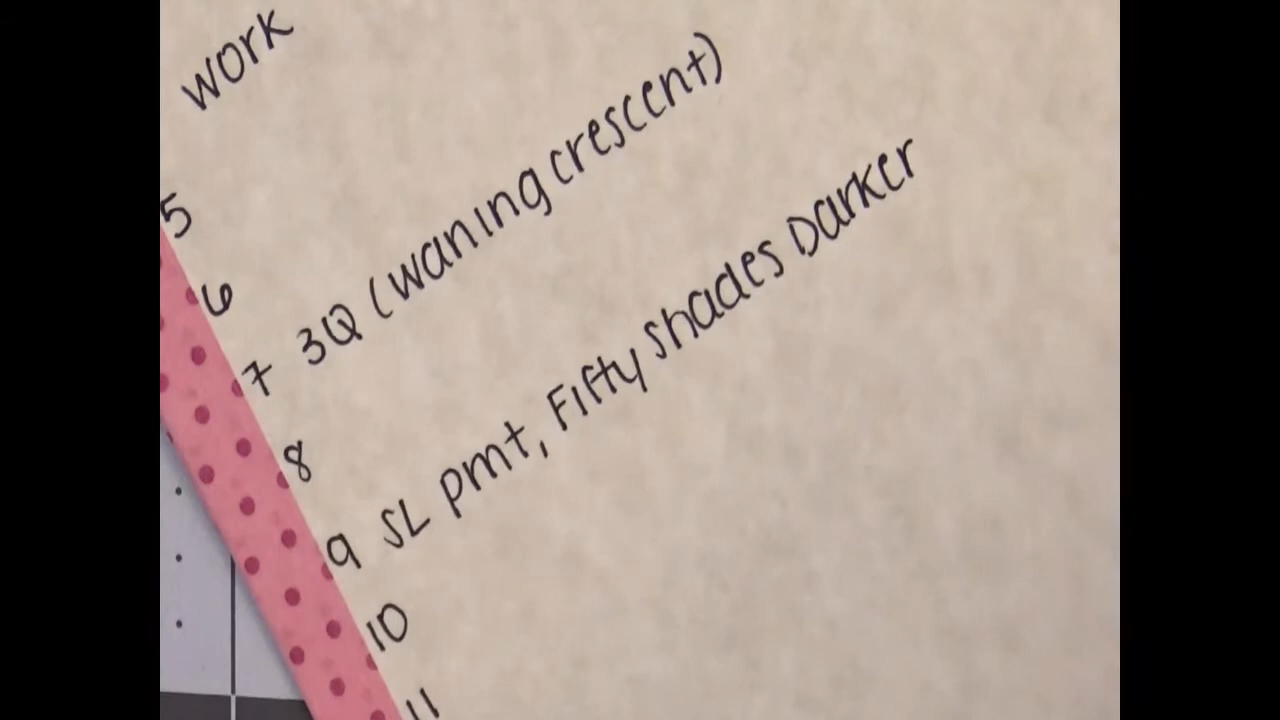 work
5
6
7 3Q (waning crescent)
8
9 SL pmt, Fifty Shades Darker
10
11